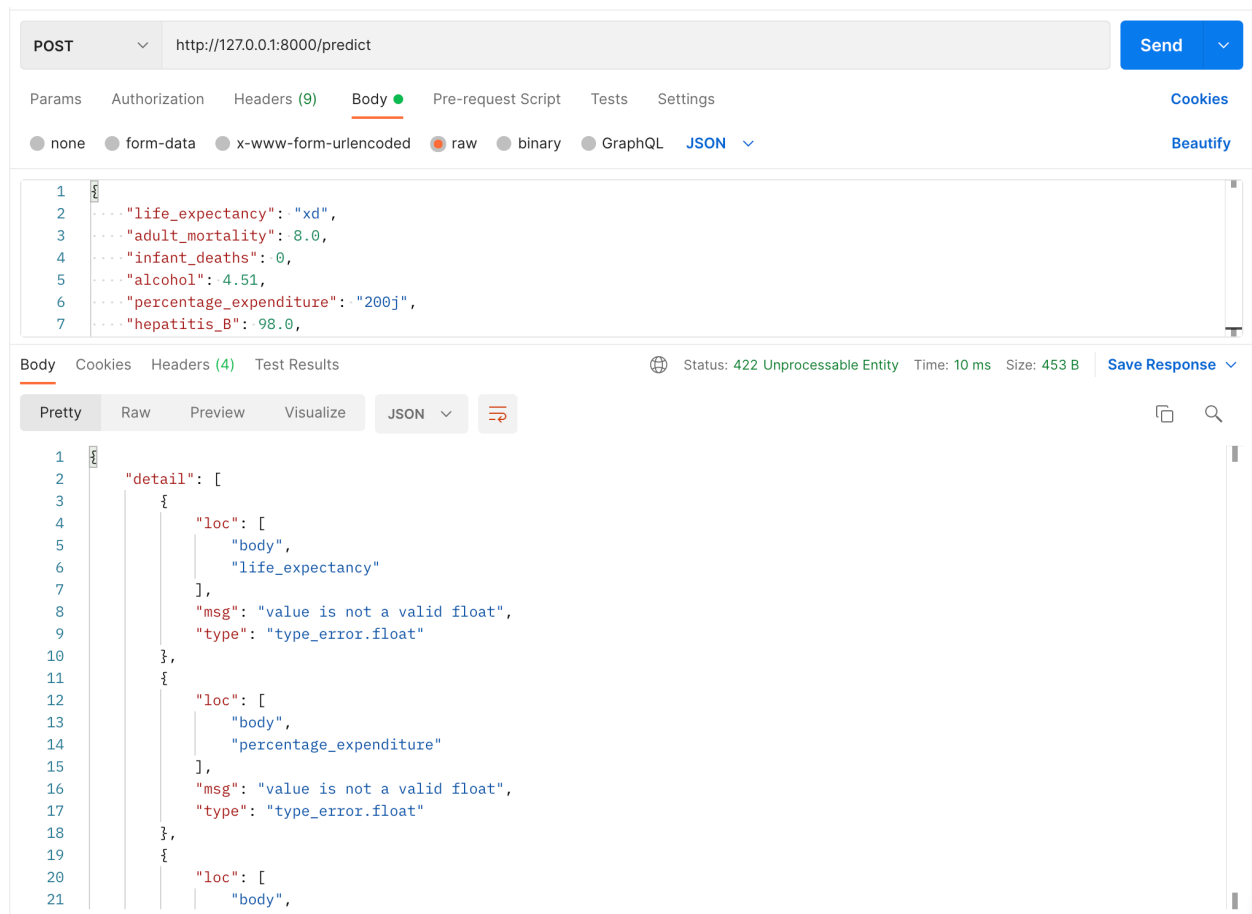 POST http://127.0.0.1:8000/predict Send
Params Authorization Headers (9) Body Pre-request Script Tests Settings Cookies
none form-data x-www-form-urlencoded raw binary GraphQL JSON Beautify
1 {
2 "life_expectancy": "xd",
3 "adult_mortality": 8.0,
4 "infant_deaths": 0,
5 "alcohol": 4.51,
6 "percentage_expenditure": "200j",
7 "hepatitis_B": 98.0,
Body Cookies Headers (4) Test Results Status: 422 Unprocessable Entity Time: 10 ms Size: 453 B Save Response
Pretty Raw Preview Visualize JSON
1 {
2 "detail": [
3 {
4 "loc": [
5 "body",
6 "life_expectancy"
7 ],
8 "msg": "value is not a valid float",
9 "type": "type_error.float"
10 },
11 {
12 "loc": [
13 "body",
14 "percentage_expenditure"
15 ],
16 "msg": "value is not a valid float",
17 "type": "type_error.float"
18 },
19 {
20 "loc": [
21 "body",